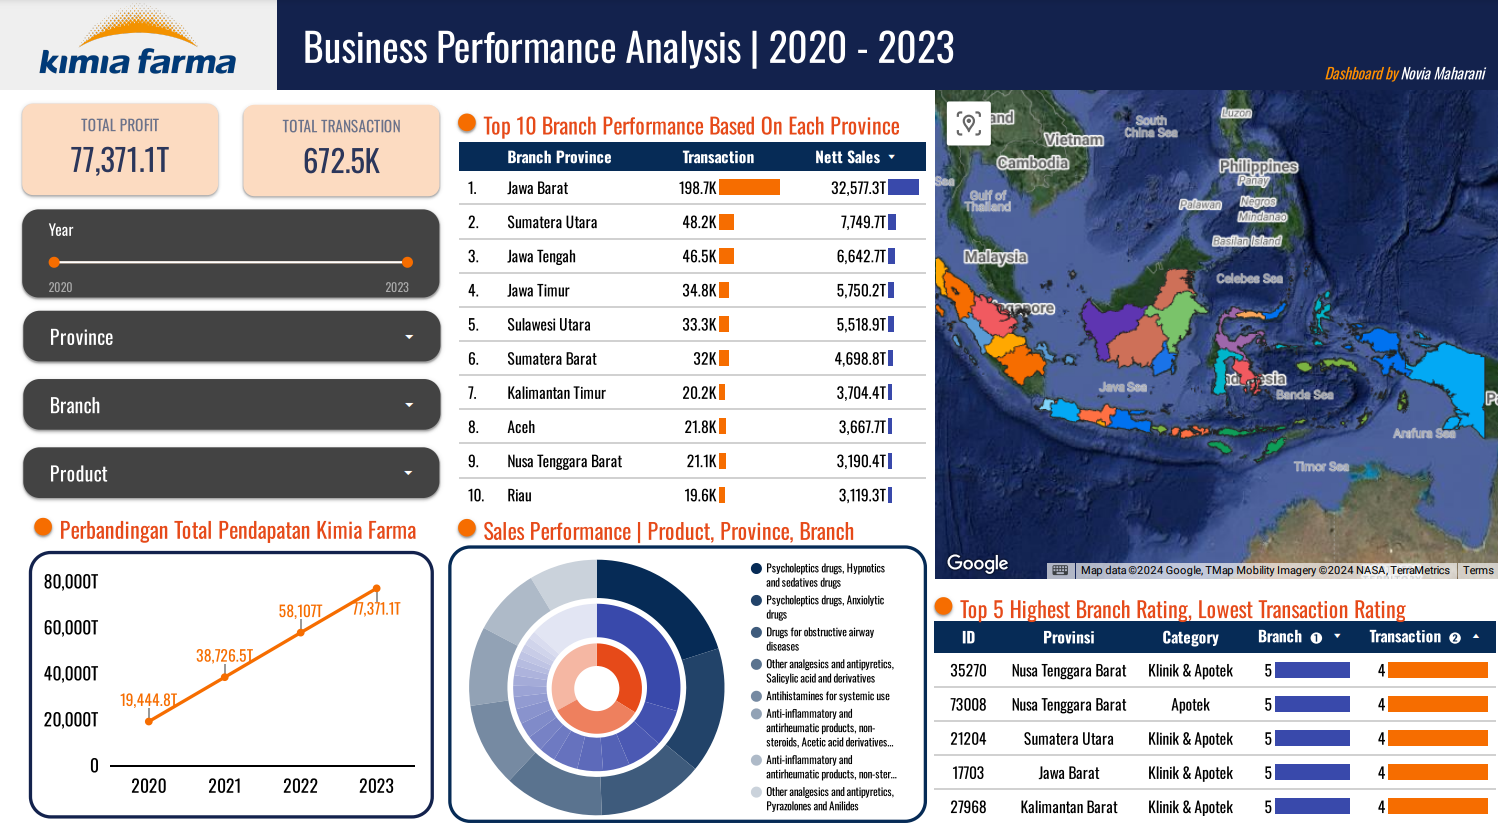 kimia farma
Business Performance Analysis | 2020 - 2023
Dashboard by Novia Maharani
TOTAL PROFIT
77,371.1T
TOTAL TRANSACTION
672.5K
Year
2020 2023
Province
Branch
Product
Perbandingan Total Pendapatan Kimia Farma
80,000T
60,000T
40,000T
20,000T
0
19,444.8T
38,726.5T
58,107T
77,371.1T
2020 2021 2022 2023
Top 10 Branch Performance Based On Each Province
Branch Province Transaction Nett Sales
1. Jawa Barat 198.7K 32,577.3T
2. Sumatera Utara 48.2K 7,749.7T
3. Jawa Tengah 46.5K 6,642.7T
4. Jawa Timur 34.8K 5,750.2T
5. Sulawesi Utara 33.3K 5,518.9T
6. Sumatera Barat 32K 4,698.8T
7. Kalimantan Timur 20.2K 3,704.4T
8. Aceh 21.8K 3,667.7T
9. Nusa Tenggara Barat 21.1K 3,190.4T
10. Riau 19.6K 3,119.3T
Sales Performance | Product, Province, Branch
Psycholeptics drugs, Hypnotics
and sedatives drugs
Psycholeptics drugs, Anxiolytic
drugs
Drugs for obstructive airway
diseases
Other analgesics and antipyretics,
Salicylic acid and derivatives
Antihistamines for systemic use
Anti-inflammatory and
antirheumatic products, non-
steroids, Acetic acid derivatives...
Anti-inflammatory and
antirheumatic products, non-ster...
Other analgesics and antipyretics,
Pyrazolones and Anilides
and
Vietnam
Cambodia
South
China Sea
Luzon
Philippines
Panay
Negros
Palawan
Mindanao
Basilan Island
Sea
Gulf of
Thailand
Malaysia
Celebes Sea
ngapore
Java Sea
Indonesia
Banda Sea
P
Arafura Sea
Timor Sea
Google
Map data ©2024 Google, TMap Mobility Imagery ©2024 NASA, TerraMetrics Terms
Top 5 Highest Branch Rating, Lowest Transaction Rating
ID Provinsi Category Branch 1 Transaction 2
35270 Nusa Tenggara Barat Klinik & Apotek 5 4
73008 Nusa Tenggara Barat Apotek 5 4
21204 Sumatera Utara Klinik & Apotek 5 4
17703 Jawa Barat Klinik & Apotek 5 4
27968 Kalimantan Barat Klinik & Apotek 5 4